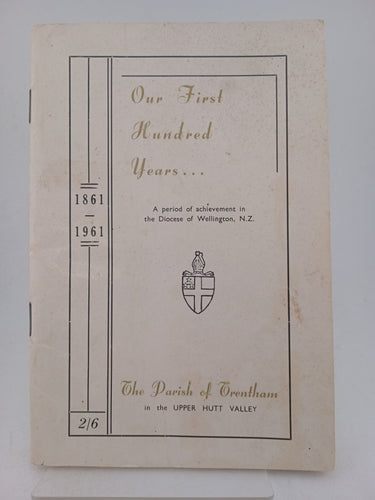 Our First
Hundred
Years...
1861
—
1961
A period of achievement in
the Diocese of Wellington, N.Z.
The Parish of Trentham
in the UPPER HUTT VALLEY
2/6